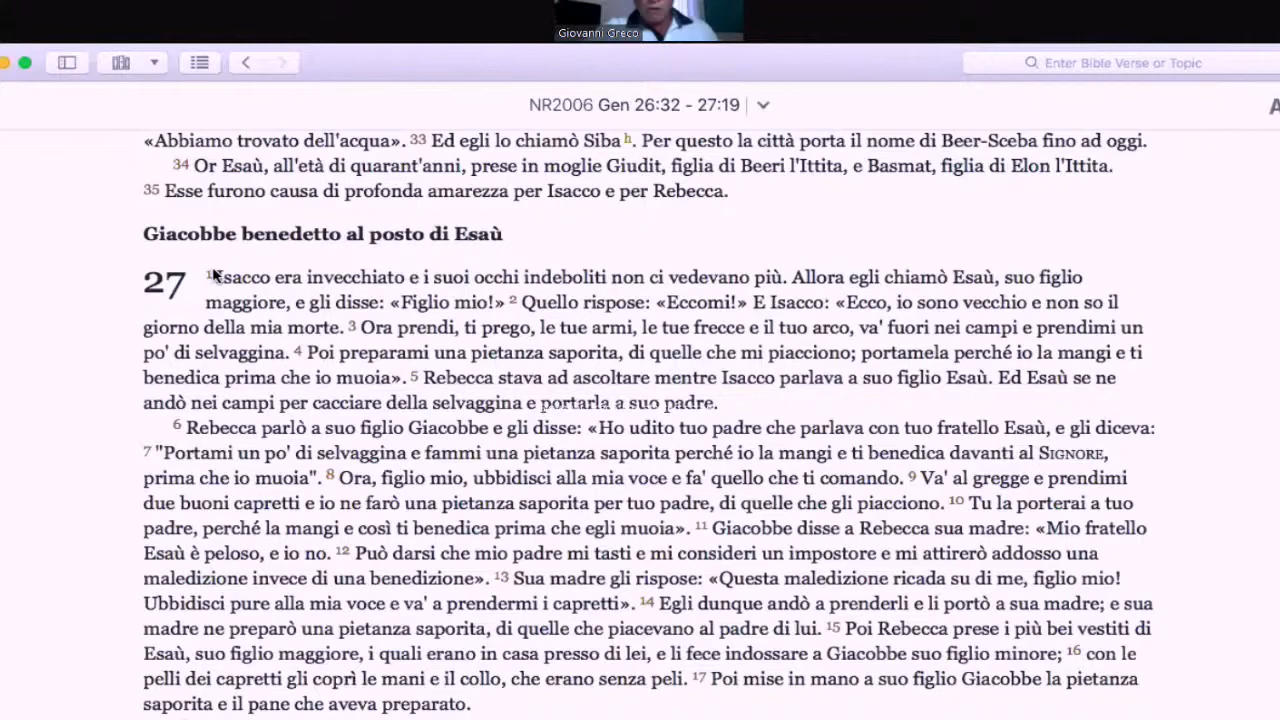 Giovanni Greco
Enter Bible Verse or Topic
NR2006 Gen 26:32 - 27:19
A
«Abbiamo trovato dell'acqua». 33 Ed egli lo chiamò Siba h. Per questo la città porta il nome di Beer-Sceba fino ad oggi.
34 Or Esaù, all'età di quarant'anni, prese in moglie Giudit, figlia di Beeri l'Ittita, e Basmat, figlia di Elon l'Ittita.
35 Esse furono causa di profonda amarezza per Isacco e per Rebecca.
Giacobbe benedetto al posto di Esaù
27 1 Isacco era invecchiato e i suoi occhi indeboliti non ci vedevano più. Allora egli chiamò Esaù, suo figlio
maggiore, e gli disse: «Figlio mio!» 2 Quello rispose: «Eccomi!» E Isacco: «Ecco, io sono vecchio e non so il
giorno della mia morte. 3 Ora prendi, ti prego, le tue armi, le tue frecce e il tuo arco, va' fuori nei campi e prendimi un
po' di selvaggina. 4 Poi preparami una pietanza saporita, di quelle che mi piacciono; portamela perché io la mangi e ti
benedica prima che io muoia». 5 Rebecca stava ad ascoltare mentre Isacco parlava a suo figlio Esaù. Ed Esaù se ne
andò nei campi per cacciare della selvaggina e portarla a suo padre.
6 Rebecca parlò a suo figlio Giacobbe e gli disse: «Ho udito tuo padre che parlava con tuo fratello Esaù, e gli diceva:
7 "Portami un po' di selvaggina e fammi una pietanza saporita perché io la mangi e ti benedica davanti al SIGNORE,
prima che io muoia". 8 Ora, figlio mio, ubbidisci alla mia voce e fa' quello che ti comando. 9 Va' al gregge e prendimi
due buoni capretti e io ne farò una pietanza saporita per tuo padre, di quelle che gli piacciono. 10 Tu la porterai a tuo
padre, perché la mangi e così ti benedica prima che egli muoia». 11 Giacobbe disse a Rebecca sua madre: «Mio fratello
Esaù è peloso, e io no. 12 Può darsi che mio padre mi tasti e mi consideri un impostore e mi attirerò addosso una
maledizione invece di una benedizione». 13 Sua madre gli rispose: «Questa maledizione ricada su di me, figlio mio!
Ubbidisci pure alla mia voce e va' a prendermi i capretti». 14 Egli dunque andò a prenderli e li portò a sua madre; e sua
madre ne preparò una pietanza saporita, di quelle che piacevano al padre di lui. 15 Poi Rebecca prese i più bei vestiti di
Esaù, suo figlio maggiore, i quali erano in casa presso di lei, e li fece indossare a Giacobbe suo figlio minore; 16 con le
pelli dei capretti gli coprì le mani e il collo, che erano senza peli. 17 Poi mise in mano a suo figlio Giacobbe la pietanza
saporita e il pane che aveva preparato.